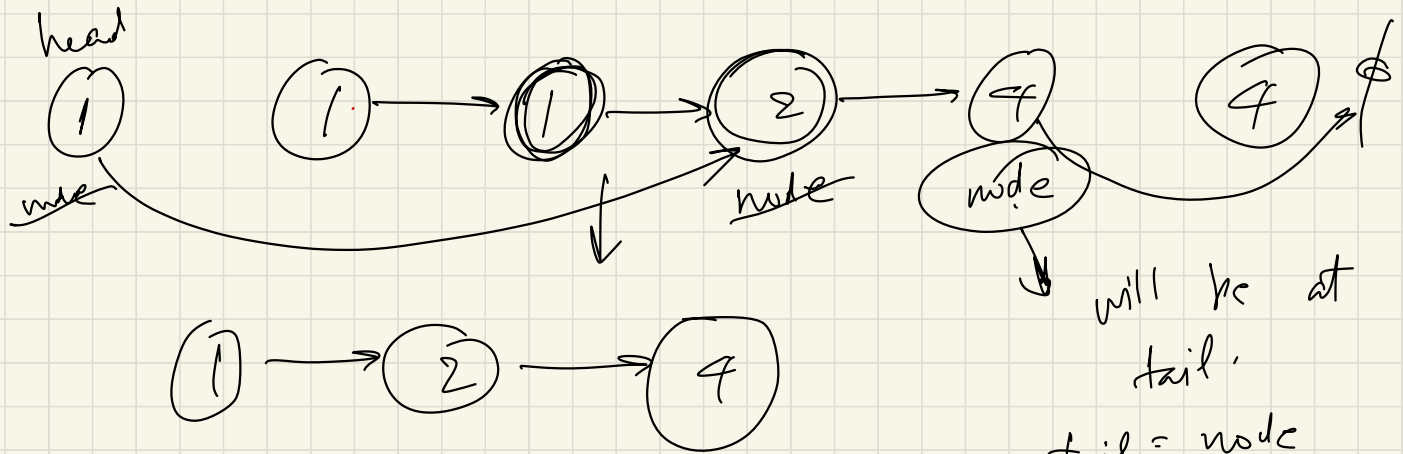 head
1 1 1 2 4 4
node node node
will be at
tail.
1 2 4
tail = node